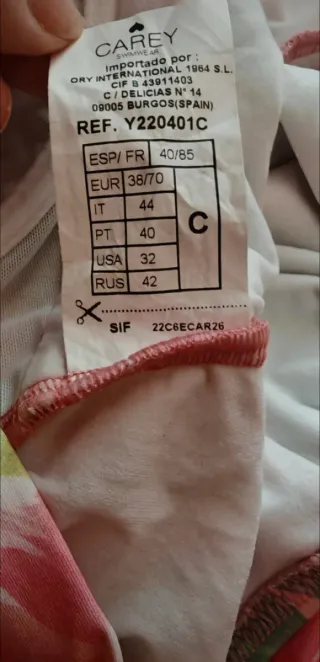 CAREY
SWIMWEAR
Importado por :
ORY INTERNATIONAL 1964 S.L.
CIF B 43911403
C / DELICIAS N° 14
09005 BURGOS(SPAIN)
REF. Y220401C
ESP/ FR 40/85
EUR 38/70
IT 44
PT 40
USA 32
RUS 42
C
SIF 22C6ECAR26